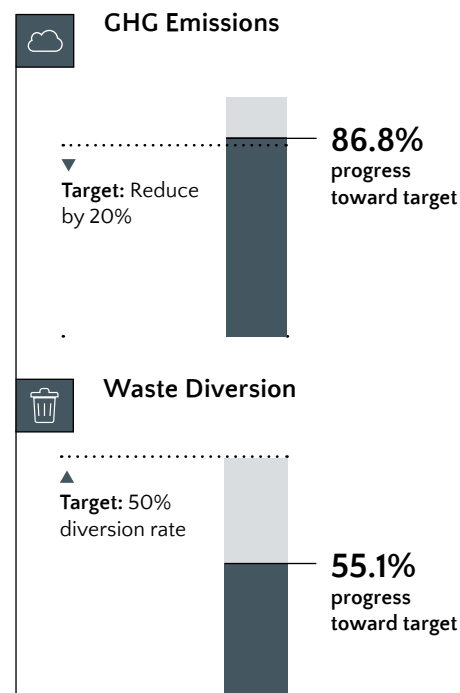 GHG Emissions
86.8%
progress
toward target
Target: Reduce
by 20%
Waste Diversion
Target: 50%
diversion rate
55.1%
progress
toward target